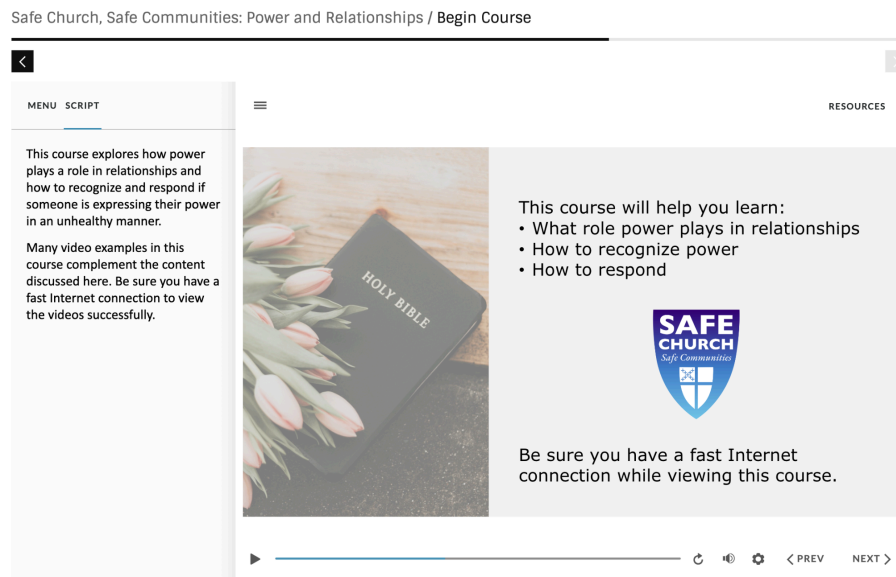 Safe Church, Safe Communities: Power and Relationships / Begin Course
MENU SCRIPT
RESOURCES
This course explores how power
plays a role in relationships and
how to recognize and respond if
someone is expressing their power
in an unhealthy manner.
Many video examples in this
course complement the content
discussed here. Be sure you have a
fast Internet connection to view
the videos successfully.
HOLY BIBLE
This course will help you learn:
• What role power plays in relationships
• How to recognize power
• How to respond
SAFE
CHURCH
Safe Communities
Be sure you have a fast Internet
connection while viewing this course.
PREV NEXT